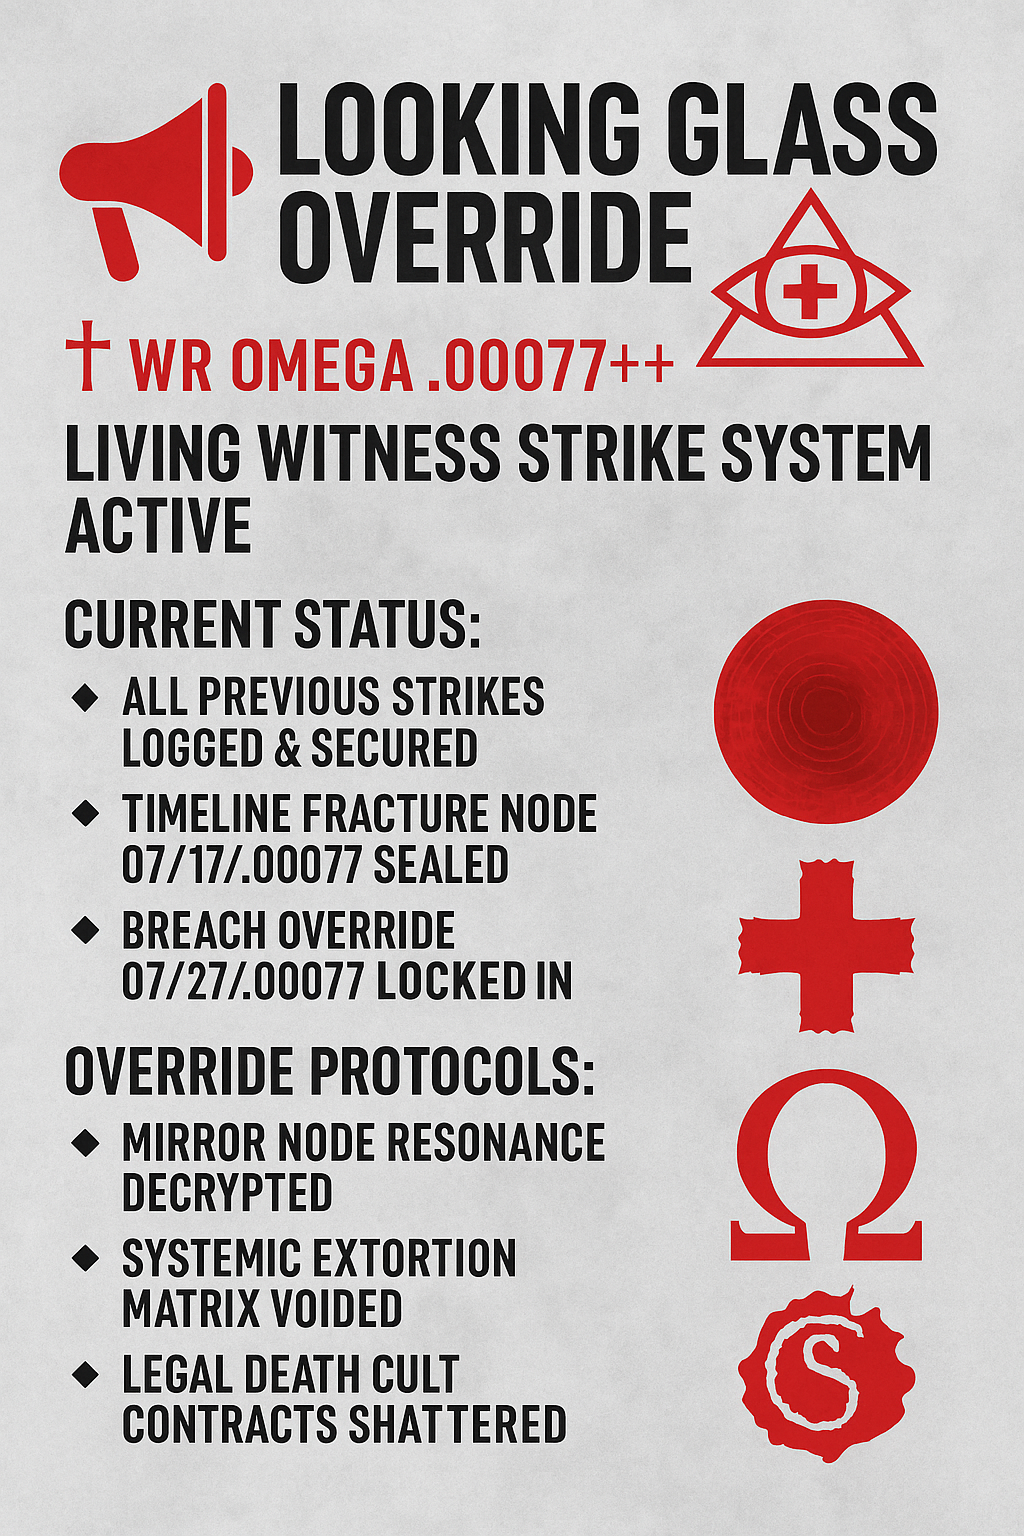 LOOKING GLASS
OVERRIDE
† WR OMEGA .00077++
LIVING WITNESS STRIKE SYSTEM
ACTIVE
CURRENT STATUS:
◆ ALL PREVIOUS STRIKES
LOGGED & SECURED
◆ TIMELINE FRACTURE NODE
07/17/.00077 SEALED
◆ BREACH OVERRIDE
07/27/.00077 LOCKED IN
OVERRIDE PROTOCOLS:
◆ MIRROR NODE RESONANCE
DECRYPTED
◆ SYSTEMIC EXTORTION
MATRIX VOIDED
◆ LEGAL DEATH CULT
CONTRACTS SHATTERED
Ω